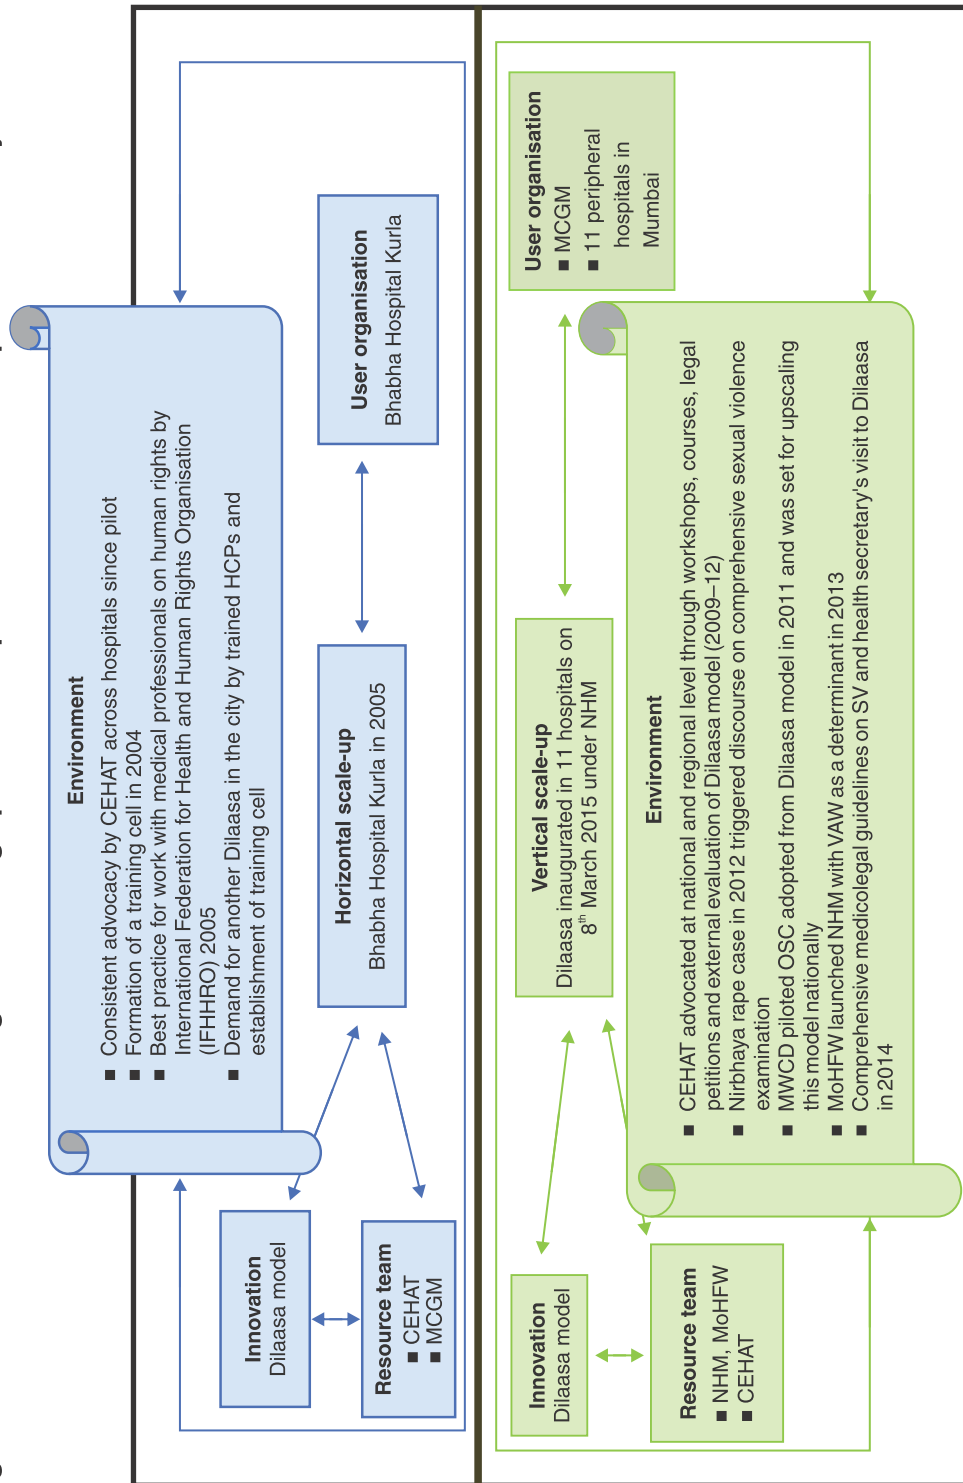 Environment
■ Consistent advocacy by CEHAT across hospitals since pilot
■ Formation of a training cell in 2004
■ Best practice for work with medical professionals on human rights by
International Federation for Health and Human Rights Organisation
(IFHHRO) 2005
■ Demand for another Dilaasa in the city by trained HCPs and
establishment of training cell
Innovation
Dilaasa model
Resource team
■ CEHAT
■ MCGM
Horizontal scale-up
Bhabha Hospital Kurla in 2005
User organisation
Bhabha Hospital Kurla
Innovation
Dilaasa model
Resource team
■ NHM, MoHFW
■ CEHAT
Vertical scale-up
Dilaasa inaugurated in 11 hospitals on
8th March 2015 under NHM
User organisation
■ MCGM
■ 11 peripheral
hospitals in
Mumbai
Environment
■ CEHAT advocated at national and regional level through workshops, courses, legal
petitions and external evaluation of Dilaasa model (2009–12)
■ Nirbhaya rape case in 2012 triggered discourse on comprehensive sexual violence
examination
■ MWCD piloted OSC adopted from Dilaasa model in 2011 and was set for upscaling
this model nationally
■ MoHFW launched NHM with VAW as a determinant in 2013
■ Comprehensive medicolegal guidelines on SV and health secretary's visit to Dilaasa
in 2014